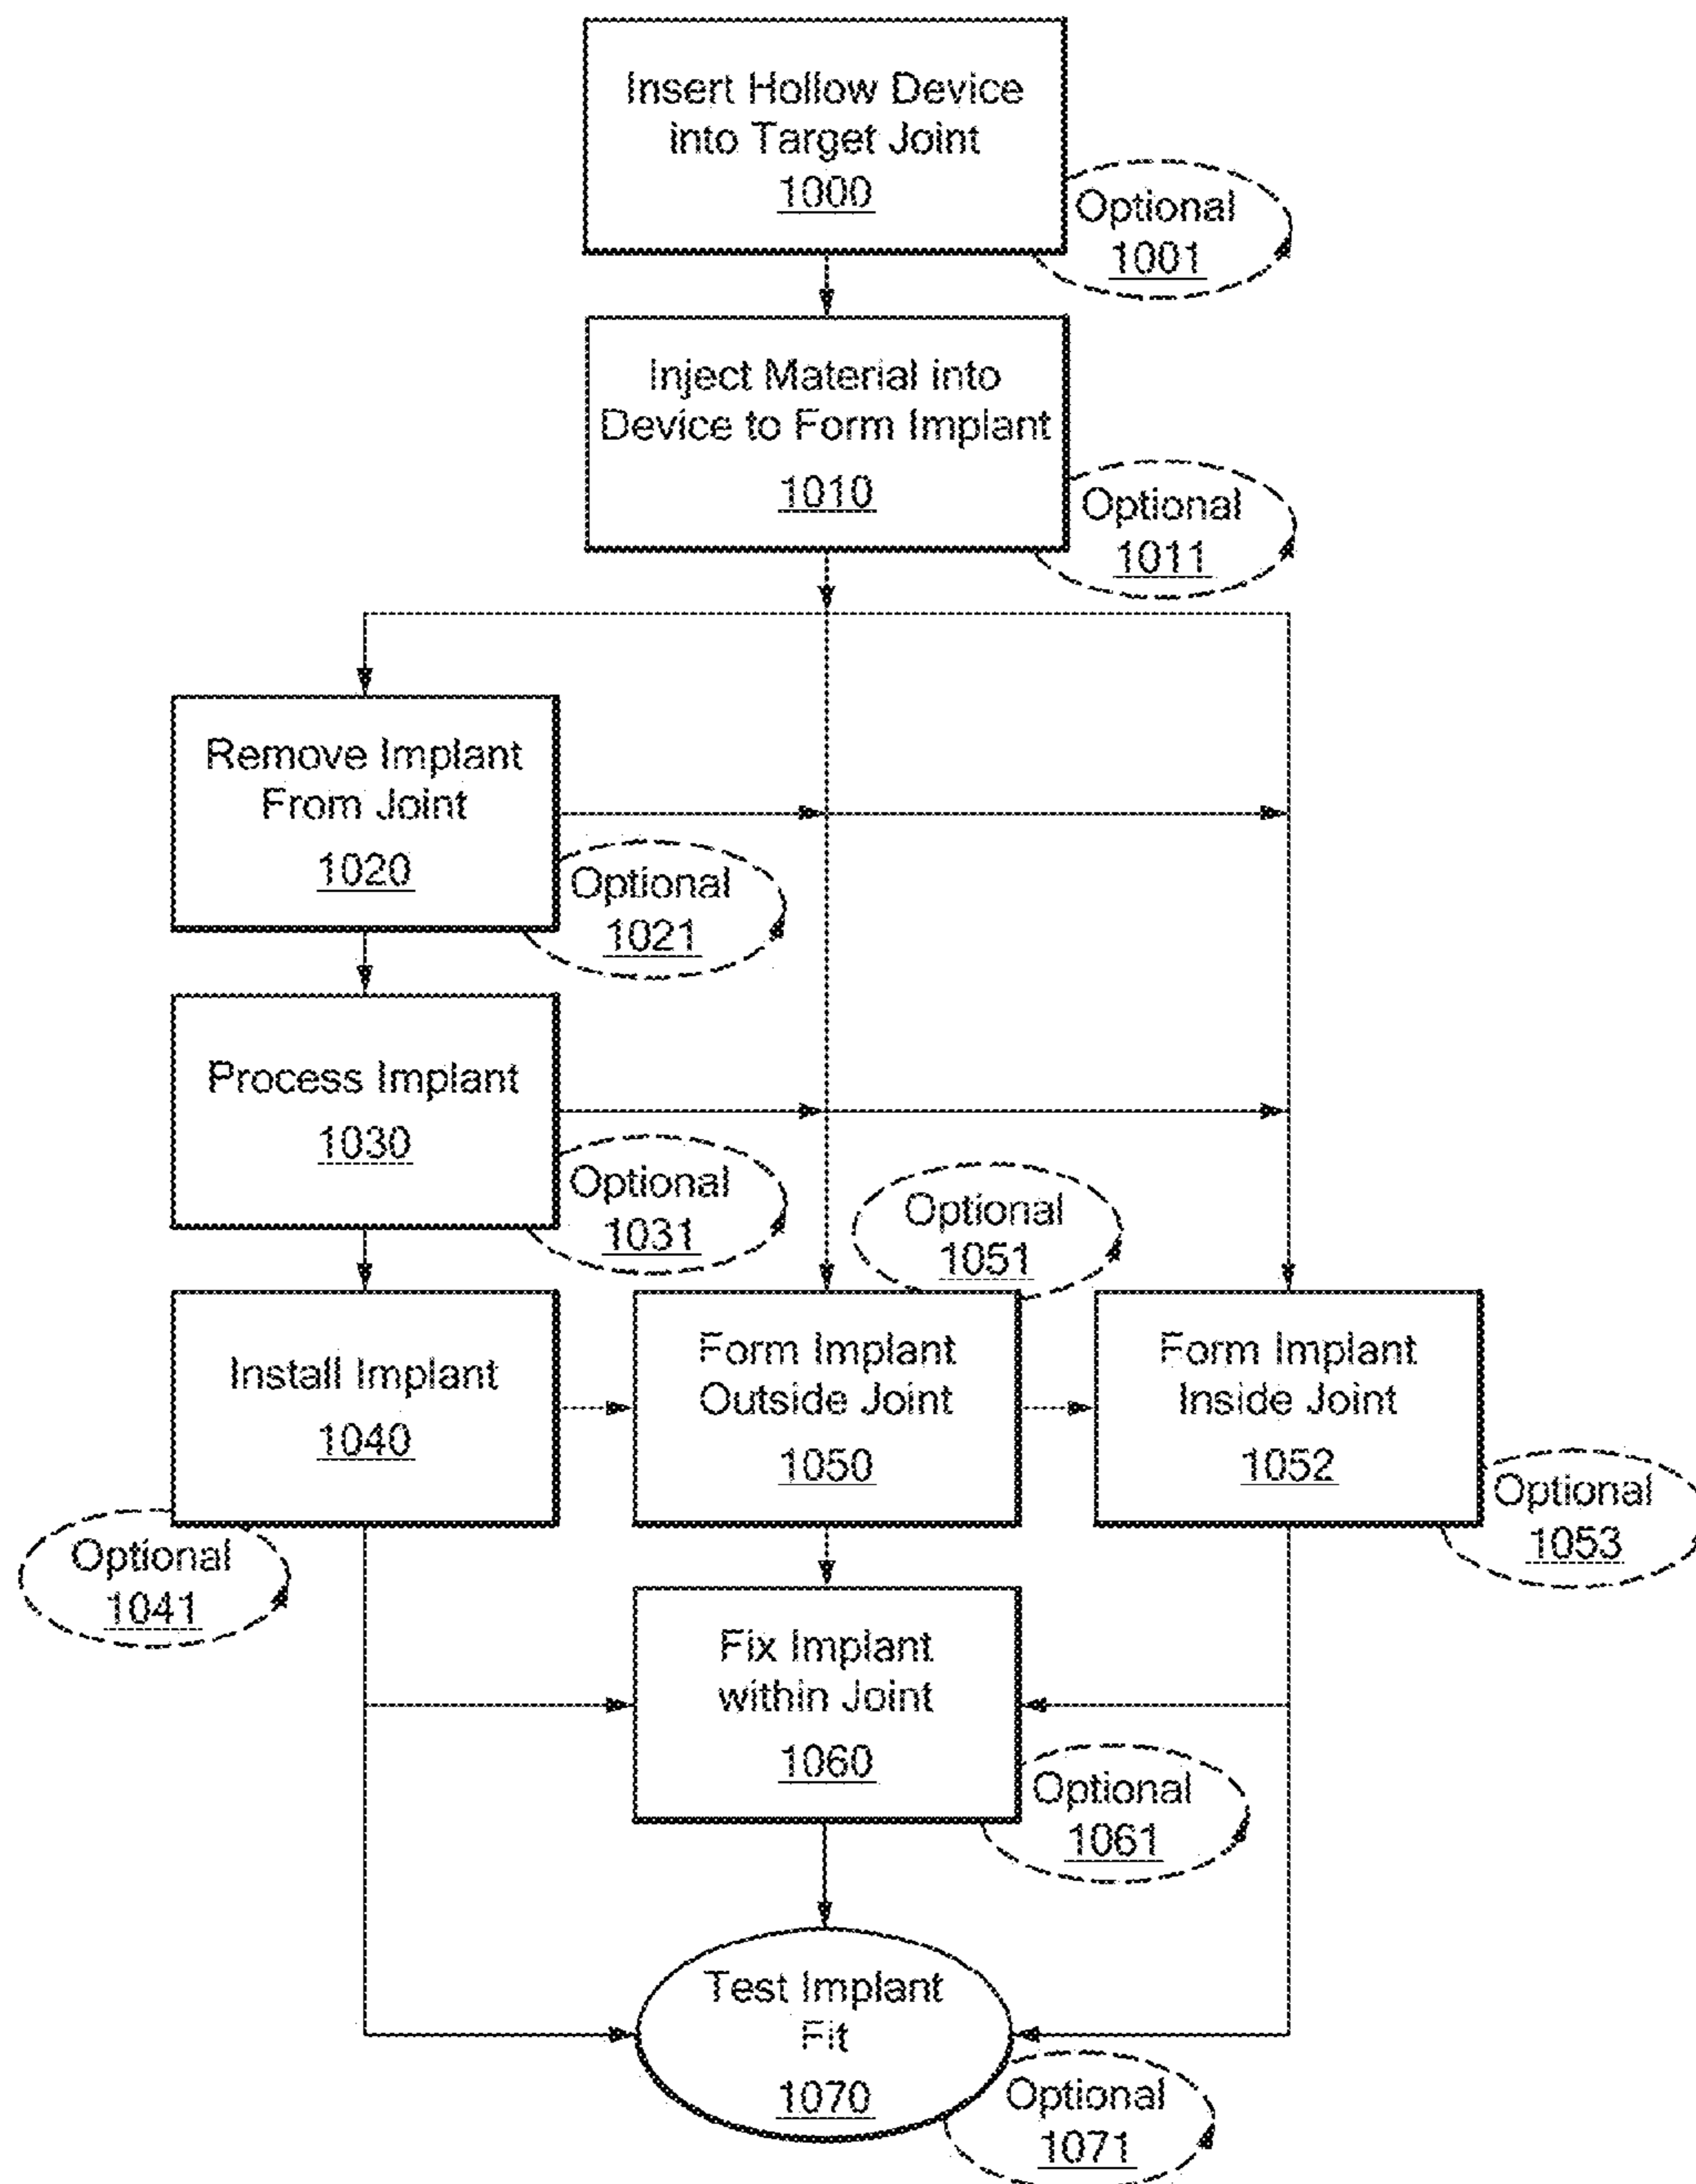 Insert Hollow Device
into Target Joint
1000
Optional
1001
Inject Material into
Device to Form Implant
1010
Optional
1011
Remove Implant
From Joint
1020
Optional
1021
Process Implant
1030
Optional
1031
Install Implant
1040
Optional
1041
Optional
1051
Form Implant
Outside Joint
1050
Form Implant
Inside Joint
1052
Optional
1053
Fix Implant
within Joint
1060
Optional
1061
Test Implant
Fit
1070
Optional
1071